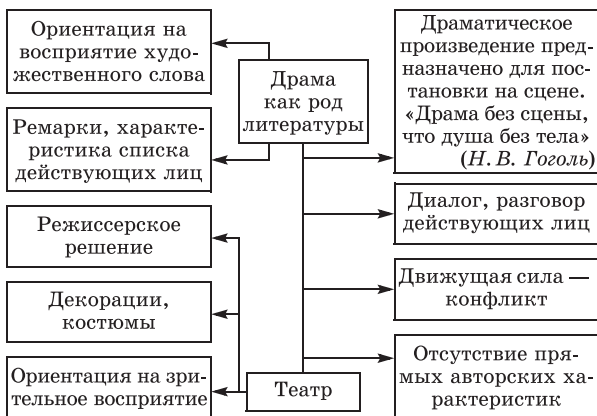 Ориентация на
восприятие худо-
жественного слова
Ремарки, характе-
ристика списка
действующих лиц
Режиссерское
решение
Декорации,
костюмы
Ориентация на зри-
тельное восприятие
Драма
как род
литературы
Театр
Драматическое
произведение пред-
назначено для пос-
тановки на сцене.
«Драма без сцены,
что душа без тела»
(Н. В. Гоголь)
Диалог, разговор
действующих лиц
Движущая сила —
конфликт
Отсутствие пря-
мых авторских ха-
рактеристик